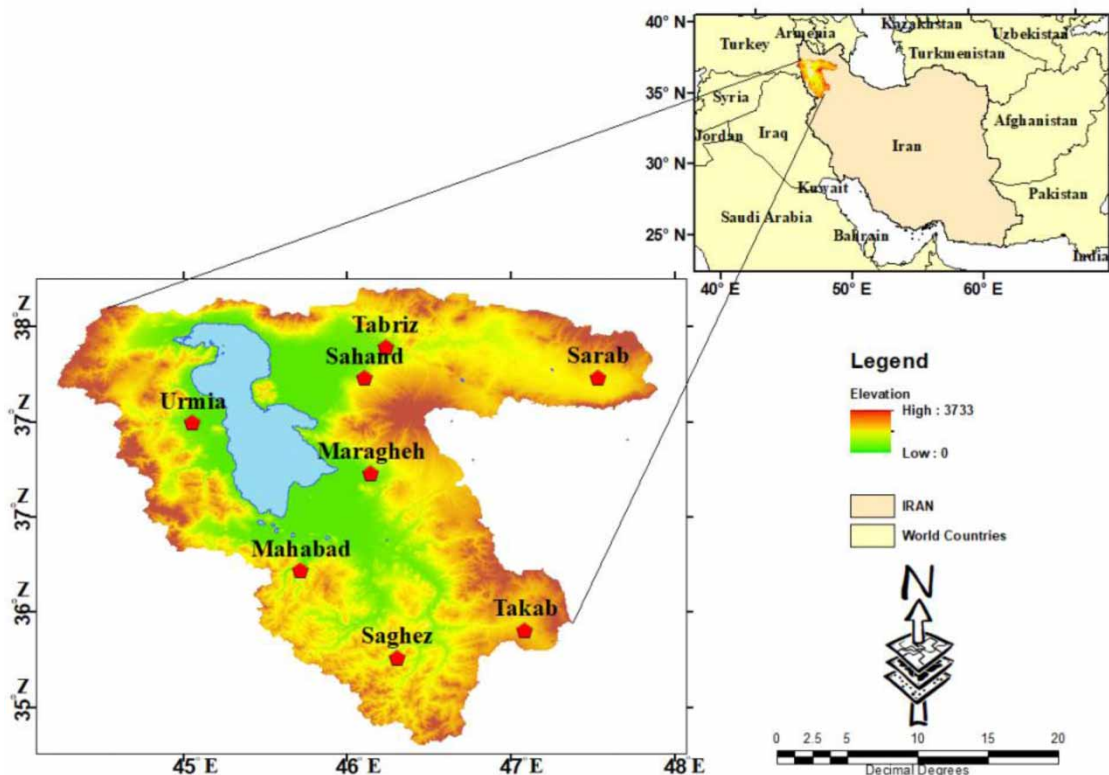 40° N
35° N
30° N
25° N
40° E
50° E
60° E
Turkey
Armenia
Kazakhstan
Uzbekistan
Turkmenistan
Syria
Jordan
Iraq
Iran
Afghanistan
Kuwait
Pakistan
Saudi Arabia
Bahrain
India
38° N
37° N
37° N
36° N
35° N
45° E
46° E
47° E
48° E
Tabriz
Sahand
Sarab
Urmia
Maragheh
Mahabad
Takab
Saghez
Legend
Elevation
High : 3733
Low : 0
IRAN
World Countries
N
0 2.5 5 10 15 20
Decimal Degrees